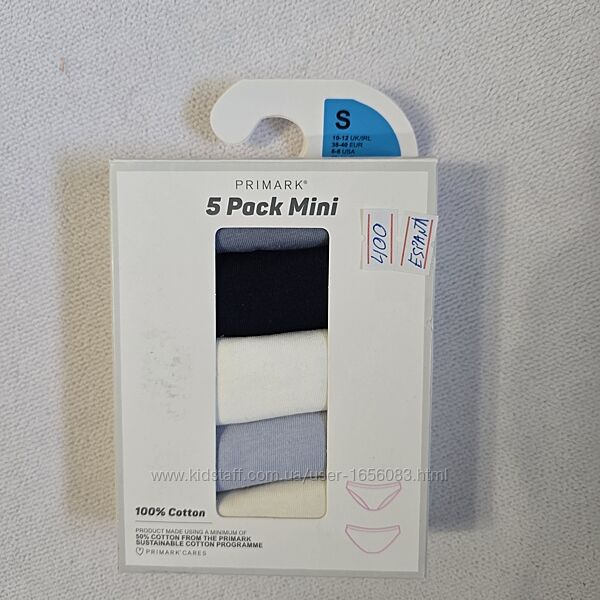 S
10-12 UK/IRL
38-40 EUR
6-8 USA
PRIMARK®
5 Pack Mini
400
ESPAÑA
www.kidstaff.com.ua/user-1656083.html
100% Cotton
PRODUCT MADE USING A MINIMUM OF
50% COTTON FROM THE PRIMARK
SUSTAINABLE COTTON PROGRAMME
PRIMARK CARES